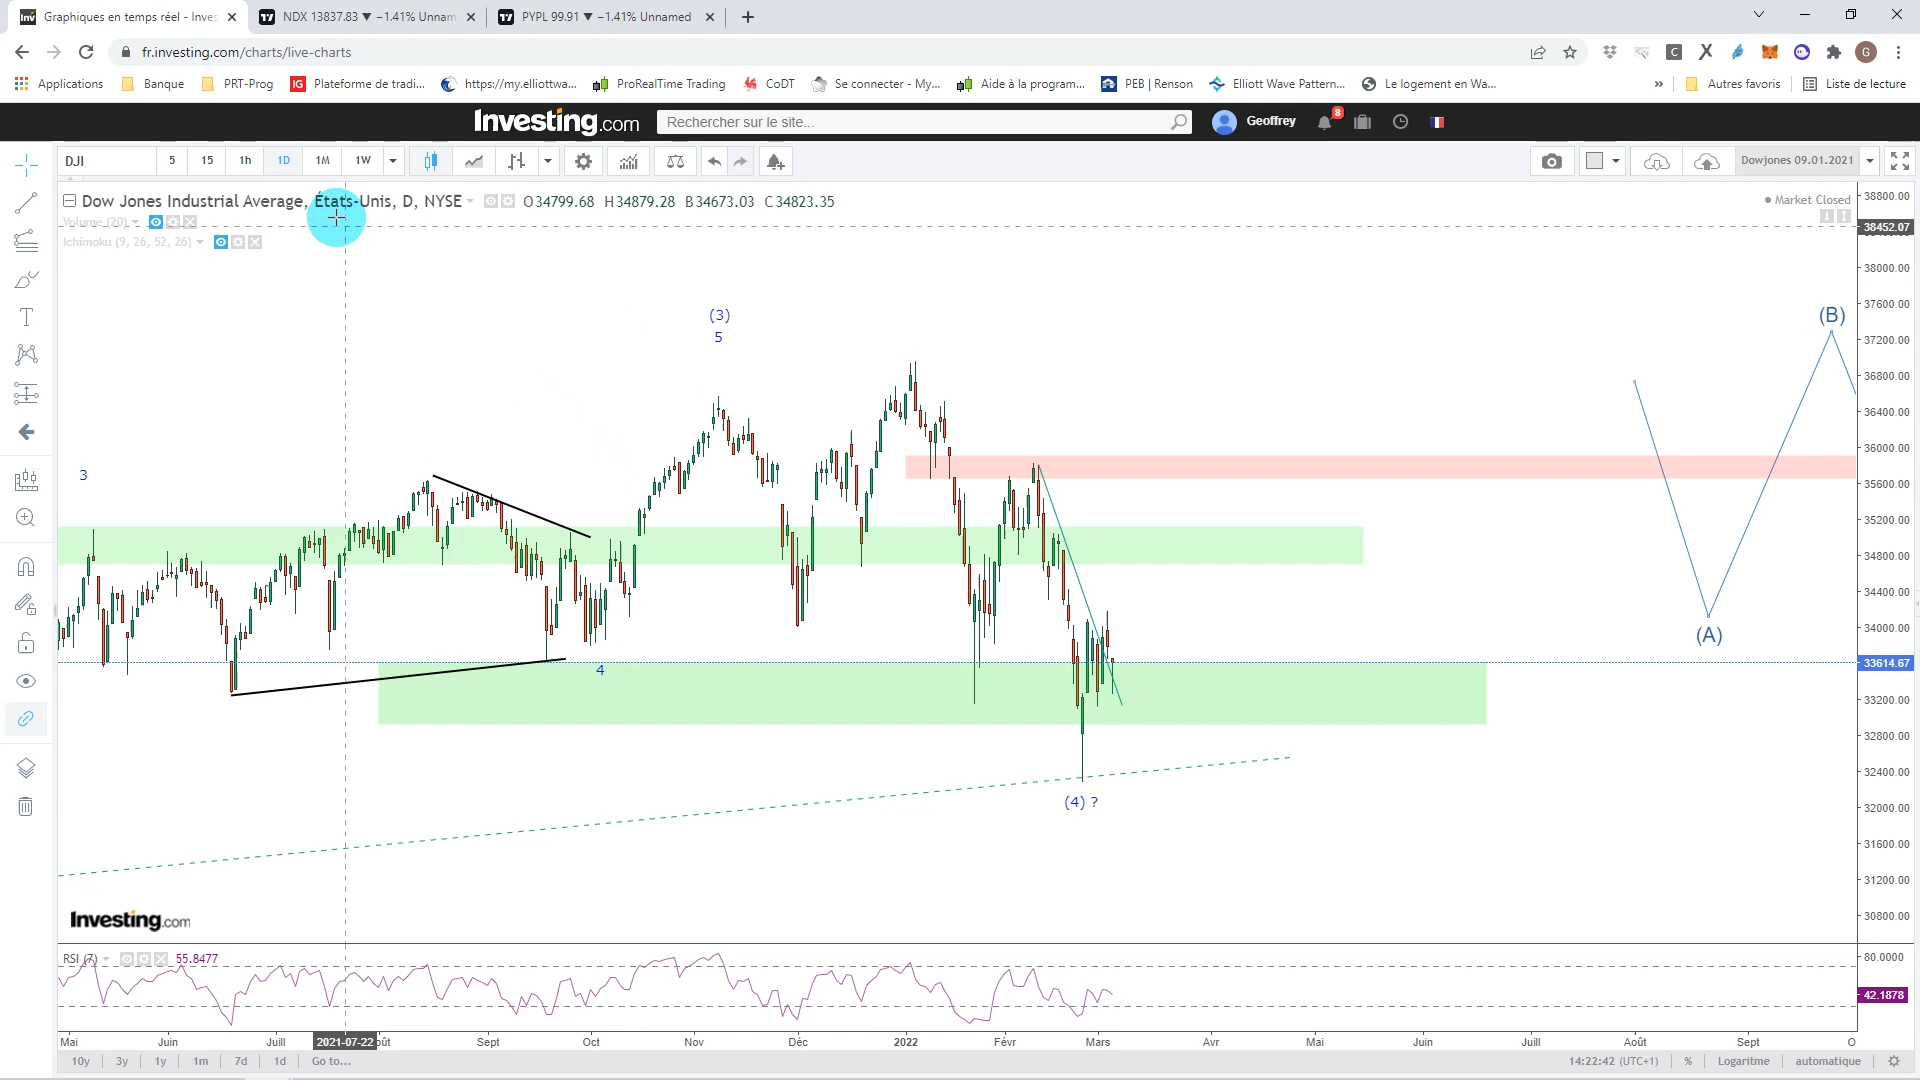 Graphiques en temps réel - Inves
NDX 13837.83 ▼ −1.41% Unnam
PYPL 99.91 ▼ −1.41% Unnamed
fr.investing.com/charts/live-charts
G
Applications
Banque
PRT-Prog
IG Plateforme de tradi...
https://my.elliottwa...
ProRealTime Trading
CoDT
Se connecter - My...
Aide à la program...
PEB | Renson
Elliott Wave Pattern...
Le logement en Wa...
»
Autres favoris
Liste de lecture
Investing.com
Rechercher sur le site...
Geoffrey
8
DJI
5
15
1h
1D
1M
1W
Dowjones 09.01.2021
Dow Jones Industrial Average, États-Unis, D, NYSE
O34799.68 H34879.28 B34673.03 C34823.35
Market Closed
Volume (20)
Ichimoku (9, 26, 52, 26)
38800.00
38452.07
38000.00
37600.00
37200.00
36800.00
36400.00
36000.00
35600.00
35200.00
34800.00
34400.00
34000.00
33614.67
33200.00
32800.00
32400.00
32000.00
31600.00
31200.00
30800.00
(3)
5
3
4
(4) ?
(A)
(B)
Investing.com
RSI (7)
55.8477
80.0000
42.1878
Mai
Juin
Juill
2021-07-22
oût
Sept
Oct
Nov
Déc
2022
Févr
Mars
Avr
Mai
Juin
Juill
Août
Sept
O
10y
3y
1y
1m
7d
1d
Go to...
14:22:42 (UTC+1)
%
Logaritme
automatique